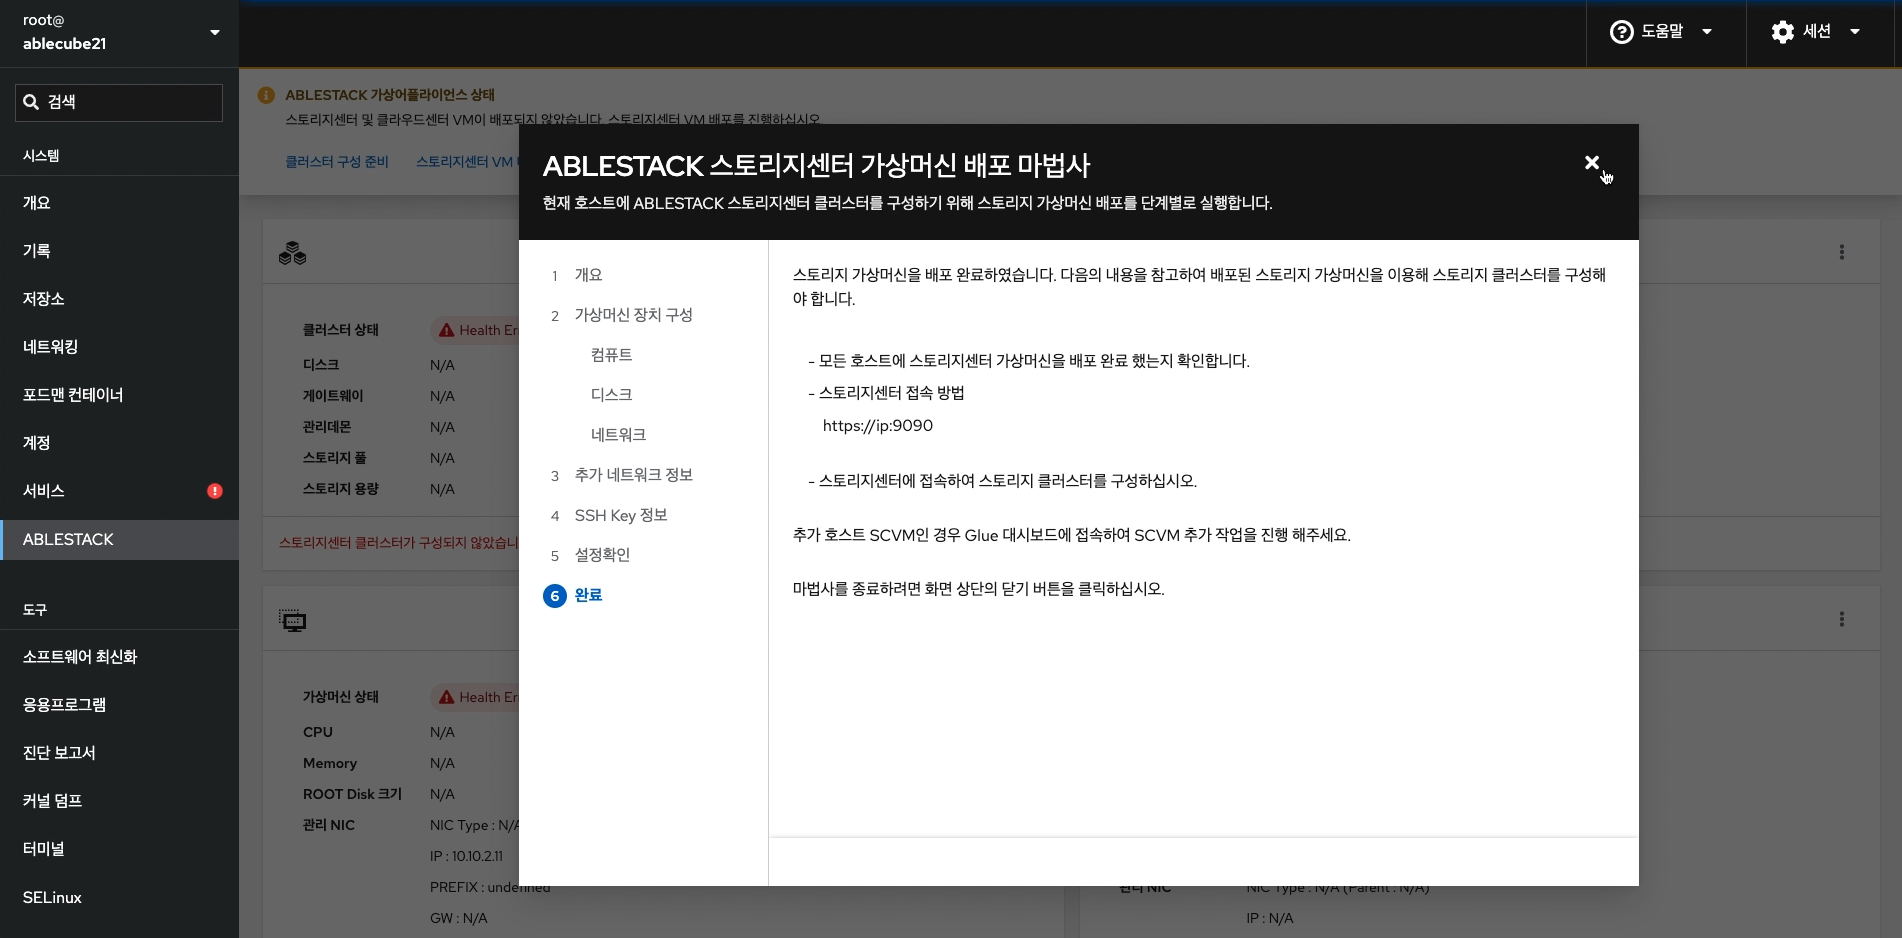 root@
ablecube21
도움말
세션
검색
시스템
개요
기록
저장소
네트워킹
포드맨 컨테이너
계정
서비스
ABLESTACK
도구
소프트웨어 최신화
응용프로그램
진단 보고서
커널 덤프
터미널
SELinux
ABLESTACK 가상어플라이언스 상태
스토리지센터 및 클라우드센터 VM이 배포되지 않았습니다. 스토리지센터 VM 배포를 진행하십시오.
클러스터 구성 준비
스토리지센터 VM
클러스터 상태
Health Er
디스크 N/A
게이트웨이 N/A
관리데몬 N/A
스토리지 풀 N/A
스토리지 용량 N/A
스토리지센터 클러스터가 구성되지 않았습니
가상머신 상태
Health Er
CPU N/A
Memory N/A
ROOT Disk 크기 N/A
관리 NIC NIC Type : N/A
IP : 10.10.2.11
PREFIX : undefined
GW : N/A
관리 NIC NIC Type : N/A (Parent : N/A)
IP : N/A
ABLESTACK 스토리지센터 가상머신 배포 마법사
현재 호스트에 ABLESTACK 스토리지센터 클러스터를 구성하기 위해 스토리지 가상머신 배포를 단계별로 실행합니다.
1 개요
2 가상머신 장치 구성
컴퓨트
디스크
네트워크
3 추가 네트워크 정보
4 SSH Key 정보
5 설정확인
6 완료
스토리지 가상머신을 배포 완료하였습니다. 다음의 내용을 참고하여 배포된 스토리지 가상머신을 이용해 스토리지 클러스터를 구성해
야 합니다.
- 모든 호스트에 스토리지센터 가상머신을 배포 완료 했는지 확인합니다.
- 스토리지센터 접속 방법
https://ip:9090
- 스토리지센터에 접속하여 스토리지 클러스터를 구성하십시오.
추가 호스트 SCVM인 경우 Glue 대시보드에 접속하여 SCVM 추가 작업을 진행 해주세요.
마법사를 종료하려면 화면 상단의 닫기 버튼을 클릭하십시오.